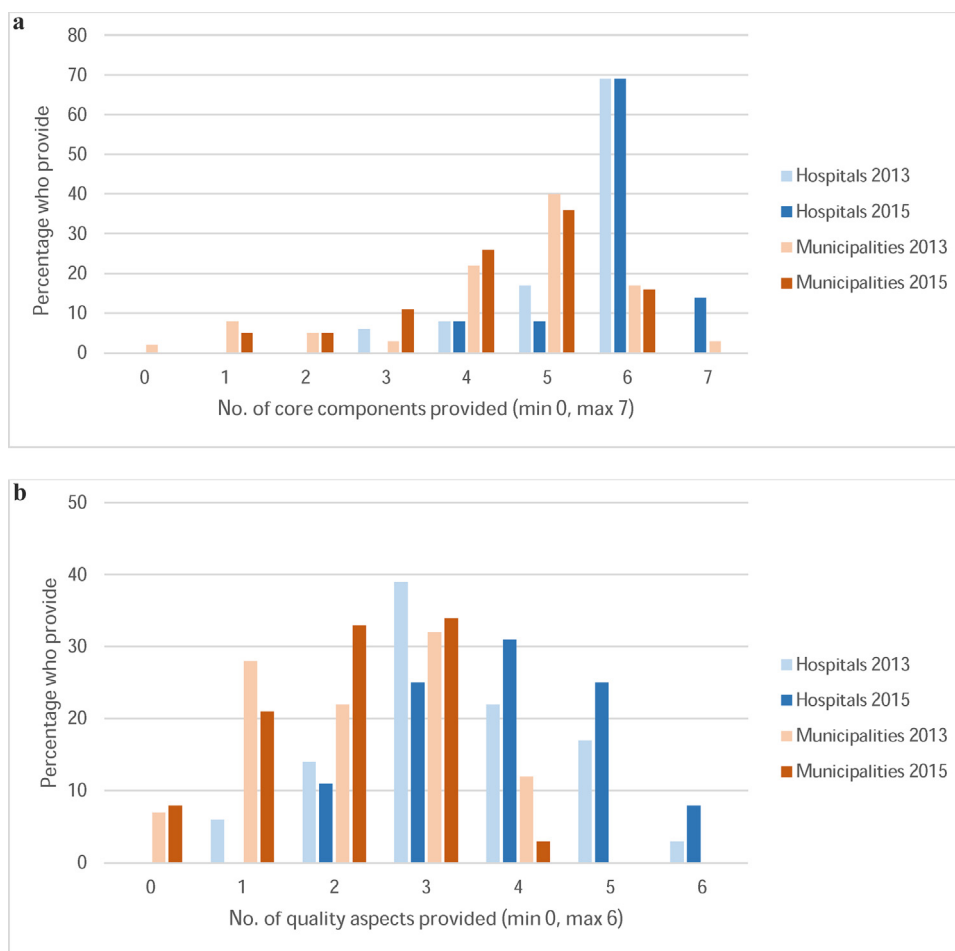 a
80
70
60
50
40
30
20
10
0
Percentage who provide
0 1 2 3 4 5 6 7
No. of core components provided (min 0, max 7)
Hospitals 2013
Hospitals 2015
Municipalities 2013
Municipalities 2015
b
50
40
30
20
10
0
Percentage who provide
0 1 2 3 4 5 6
No. of quality aspects provided (min 0, max 6)
Hospitals 2013
Hospitals 2015
Municipalities 2013
Municipalities 2015